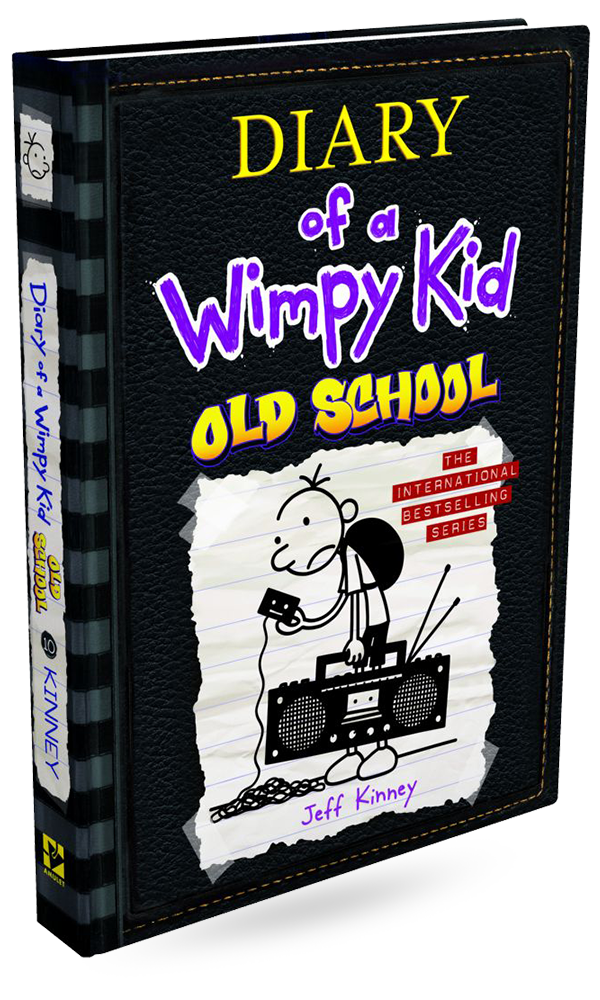 DIARY
of a
Wimpy Kid
OLD SCHOOL
THE
INTERNATIONAL
BESTSELLING
SERIES
Jeff Kinney
Diary of a Wimpy Kid
OLD
SCHOOL
10
KINNEY
AMULET